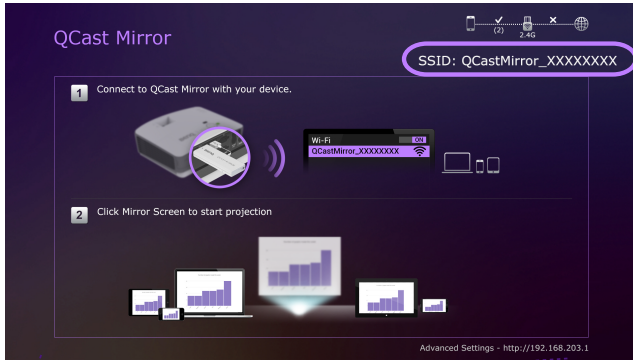 QCast Mirror
(2)
2.4G
SSID: QCastMirror_XXXXXXXX
1 Connect to QCast Mirror with your device.
Wi-Fi ON
QCastMirror_XXXXXXXX
2 Click Mirror Screen to start projection
Advanced Settings - http://192.168.203.1